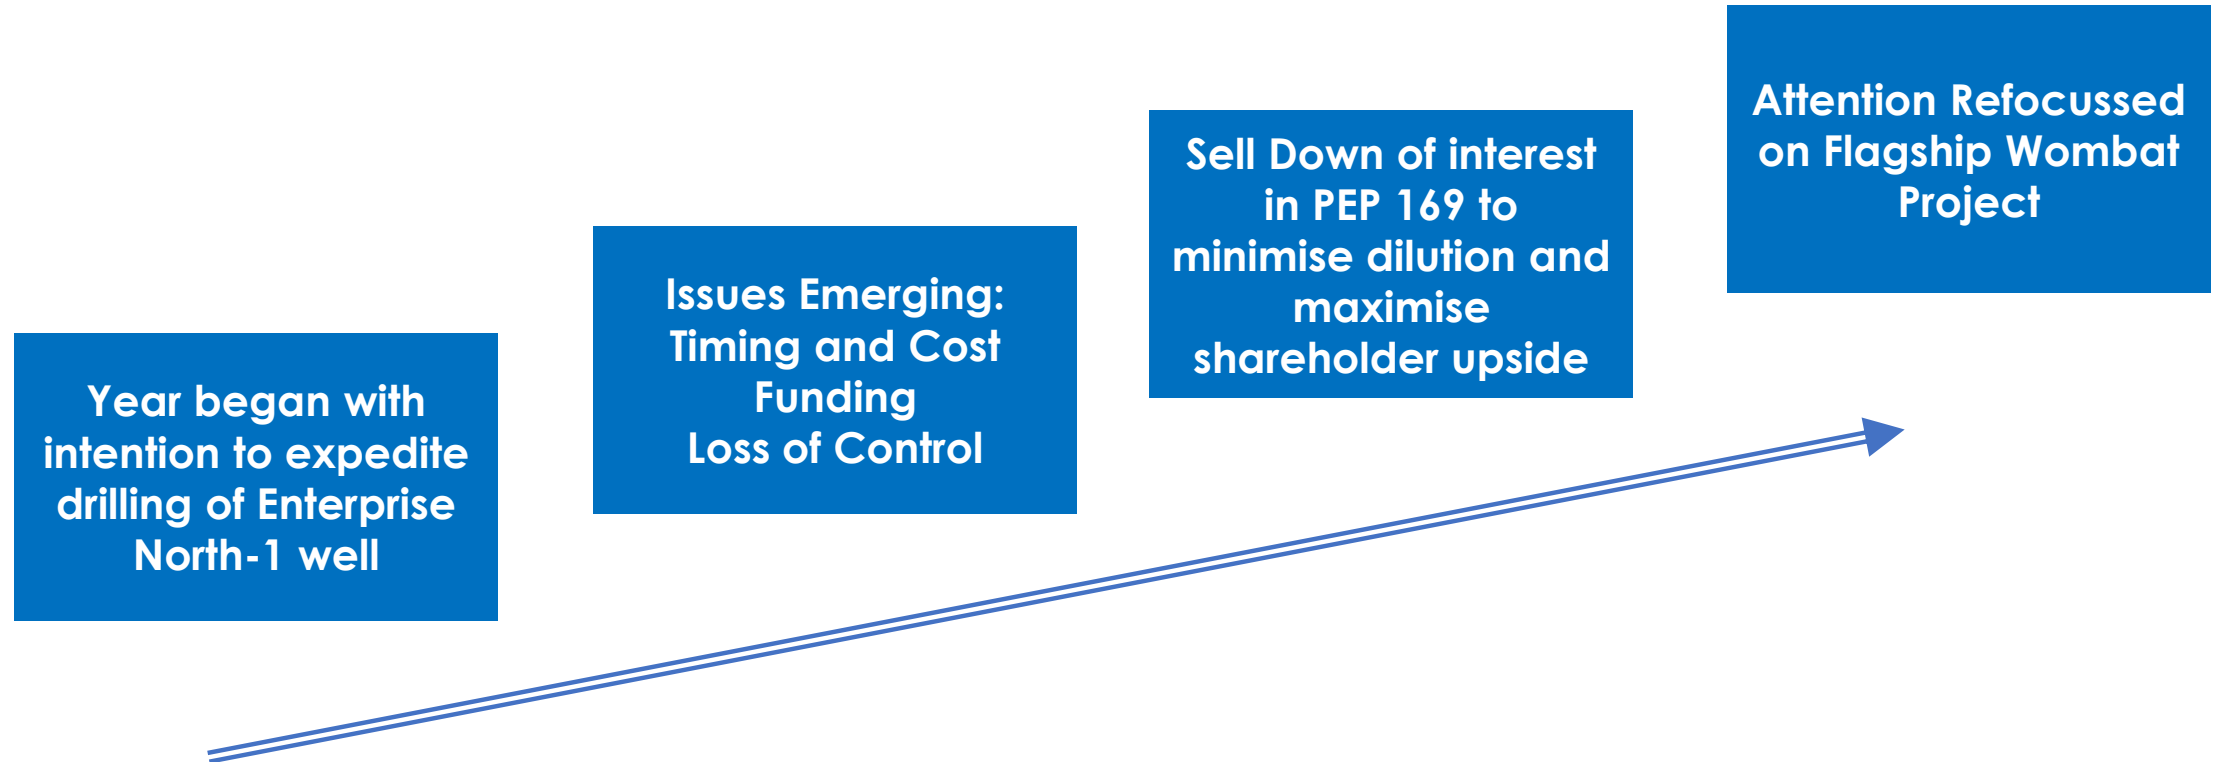 Year began with
intention to expedite
drilling of Enterprise
North-1 well
Issues Emerging:
Timing and Cost
Funding
Loss of Control
Sell Down of interest
in PEP 169 to
minimise dilution and
maximise
shareholder upside
Attention Refocussed
on Flagship Wombat
Project